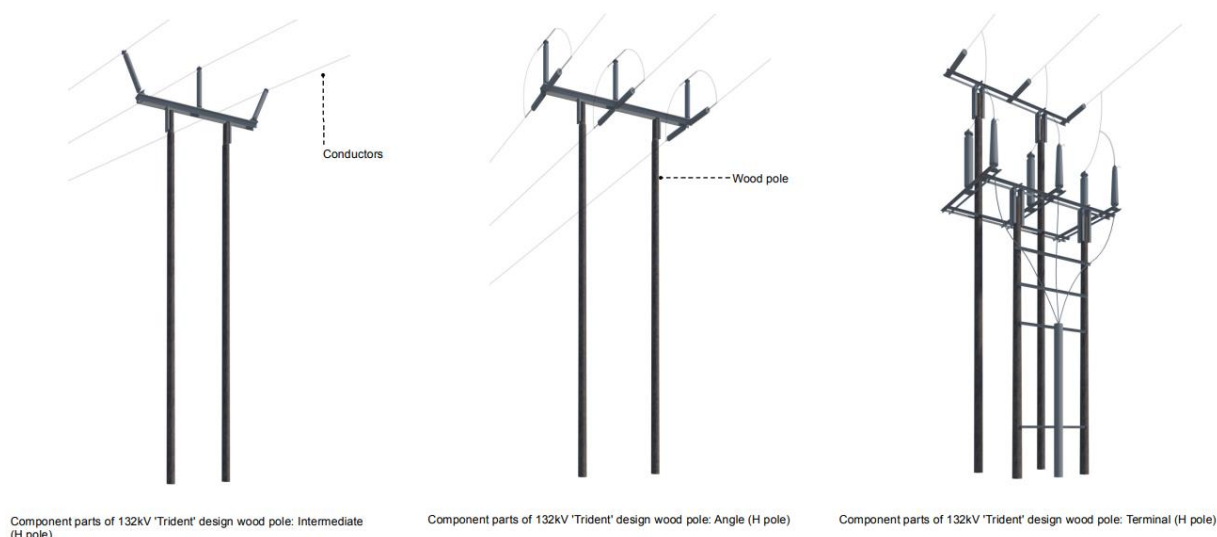 Conductors
Wood pole
Component parts of 132kV 'Trident' design wood pole: Intermediate
(H pole)
Component parts of 132kV 'Trident' design wood pole: Angle (H pole)
Component parts of 132kV 'Trident' design wood pole: Terminal (H pole)